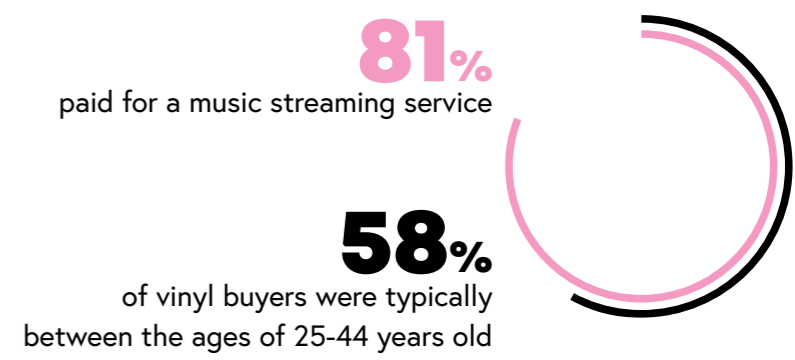 81%
paid for a music streaming service
58%
of vinyl buyers were typically
between the ages of 25-44 years old